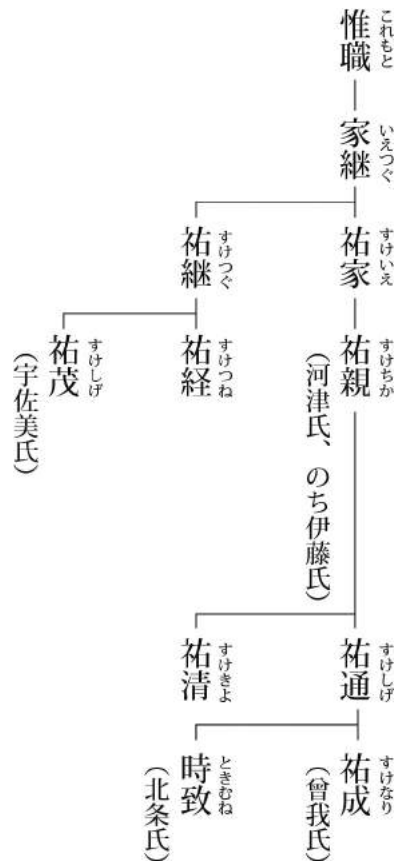 惟職
これもと
家継
いえつぐ
祐家
すけいえ
祐継
すけつぐ
祐親
すけちか
（河津氏、のち伊藤氏）
祐経
すけつね
祐茂
すけしげ
（宇佐美氏）
祐通
すけしげ
祐清
すけきよ
祐成
すけなり
（曾我氏）
時致
ときむね
（北条氏）